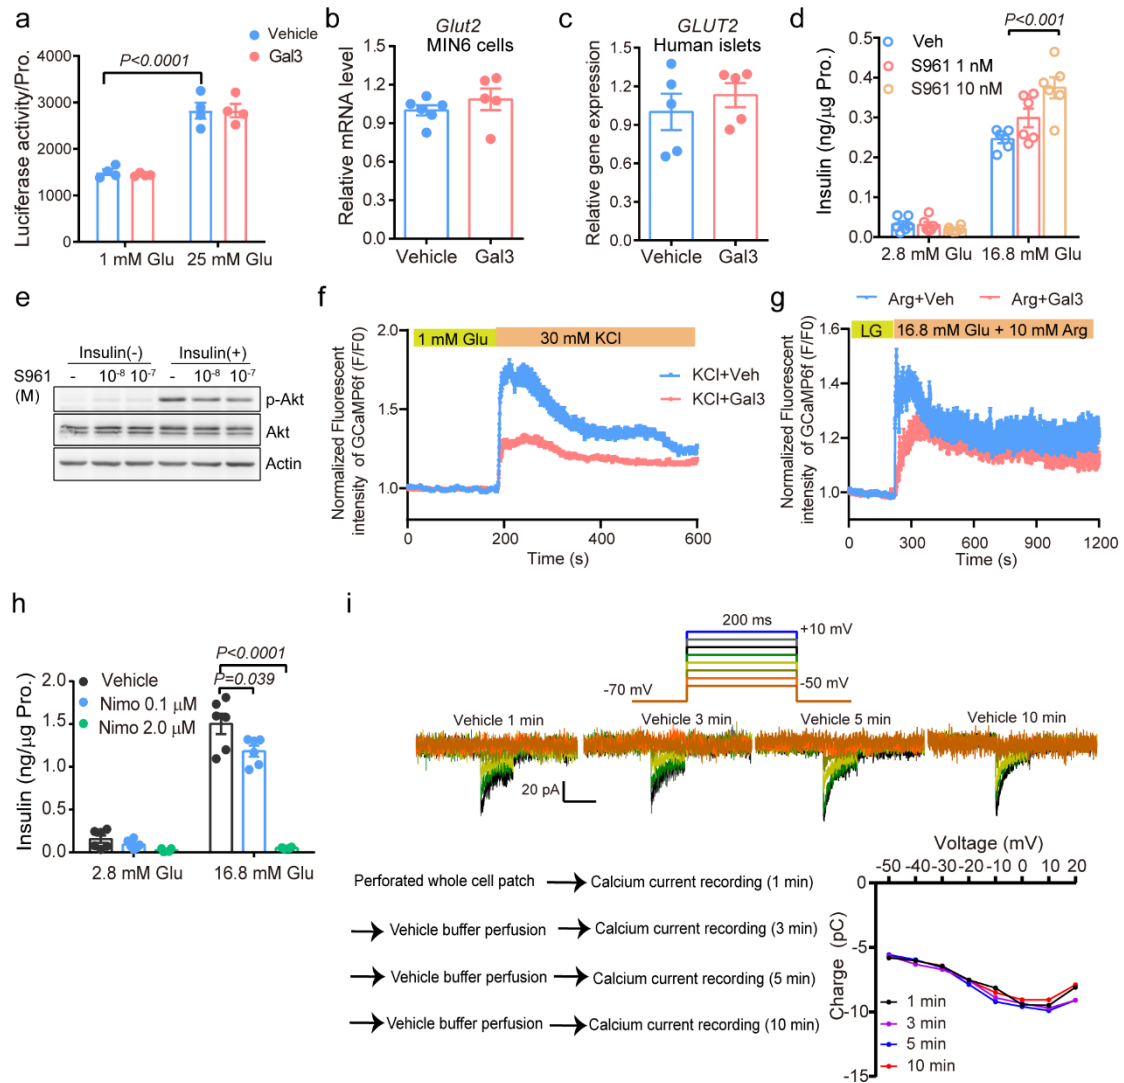 a
Vehicle
Gal3
P<0.0001
Luciferase activity/Pro.
4000
3000
2000
1000
0
1 mM Glu
25 mM Glu
b
Glut2
MIN6 cells
Relative mRNA level
1.5
1.2
0.9
0.6
0.3
0.0
Vehicle
Gal3
c
GLUT2
Human islets
Relative gene expression
1.5
1.2
0.9
0.6
0.3
0.0
Vehicle
Gal3
d
P<0.001
Veh
S961 1 nM
S961 10 nM
Insulin (ng/μg Pro.)
0.5
0.4
0.3
0.2
0.1
0.0
2.8 mM Glu
16.8 mM Glu
e
Insulin(-) Insulin(+)
S961 - 10⁻⁸ 10⁻⁷ - 10⁻⁸ 10⁻⁷
(M)
p-Akt
Akt
Actin
f
1 mM Glu
30 mM KCl
KCl+Veh
KCl+Gal3
Normalized Fluorescent
intensity of GCaMP6f (F/F0)
2.0
1.5
1.0
0 200 400 600
Time (s)
g
Arg+Veh
Arg+Gal3
LG
16.8 mM Glu + 10 mM Arg
Normalized Fluorescent
intensity of GCaMP6f (F/F0)
1.6
1.4
1.2
1.0
0 300 600 900 1200
Time (s)
h
Vehicle
Nimo 0.1 μM
Nimo 2.0 μM
P<0.0001
P=0.039
Insulin (ng/μg Pro.)
2.0
1.5
1.0
0.5
0.0
2.8 mM Glu
16.8 mM Glu
i
200 ms
+10 mV
-70 mV
-50 mV
Vehicle 1 min
Vehicle 3 min
Vehicle 5 min
Vehicle 10 min
20 pA
Perforated whole cell patch
Calcium current recording (1 min)
Vehicle buffer perfusion
Calcium current recording (3 min)
Vehicle buffer perfusion
Calcium current recording (5 min)
Vehicle buffer perfusion
Calcium current recording (10 min)
Voltage (mV)
-50 -40 -30 -20 -10 0 10 20
Charge (pC)
0
-5
-10
-15
1 min
3 min
5 min
10 min